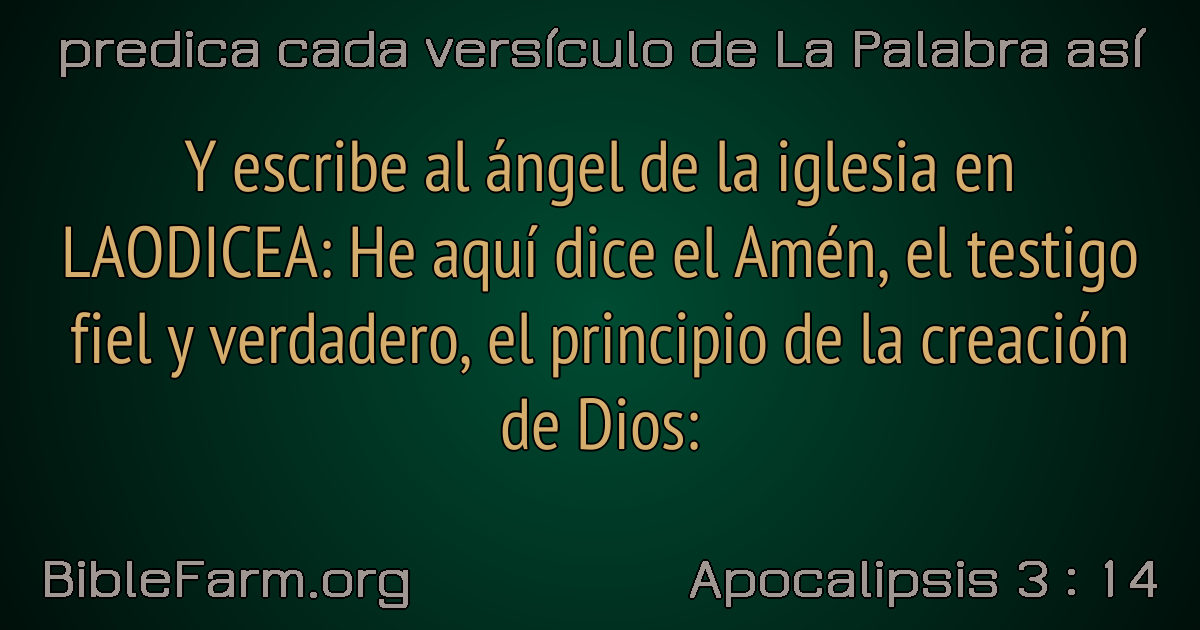 predica cada versículo de La Palabra así
Y escribe al ángel de la iglesia en
LAODICEA: He aquí dice el Amén, el testigo
fiel y verdadero, el principio de la creación
de Dios:
BibleFarm.org
Apocalipsis 3 : 14